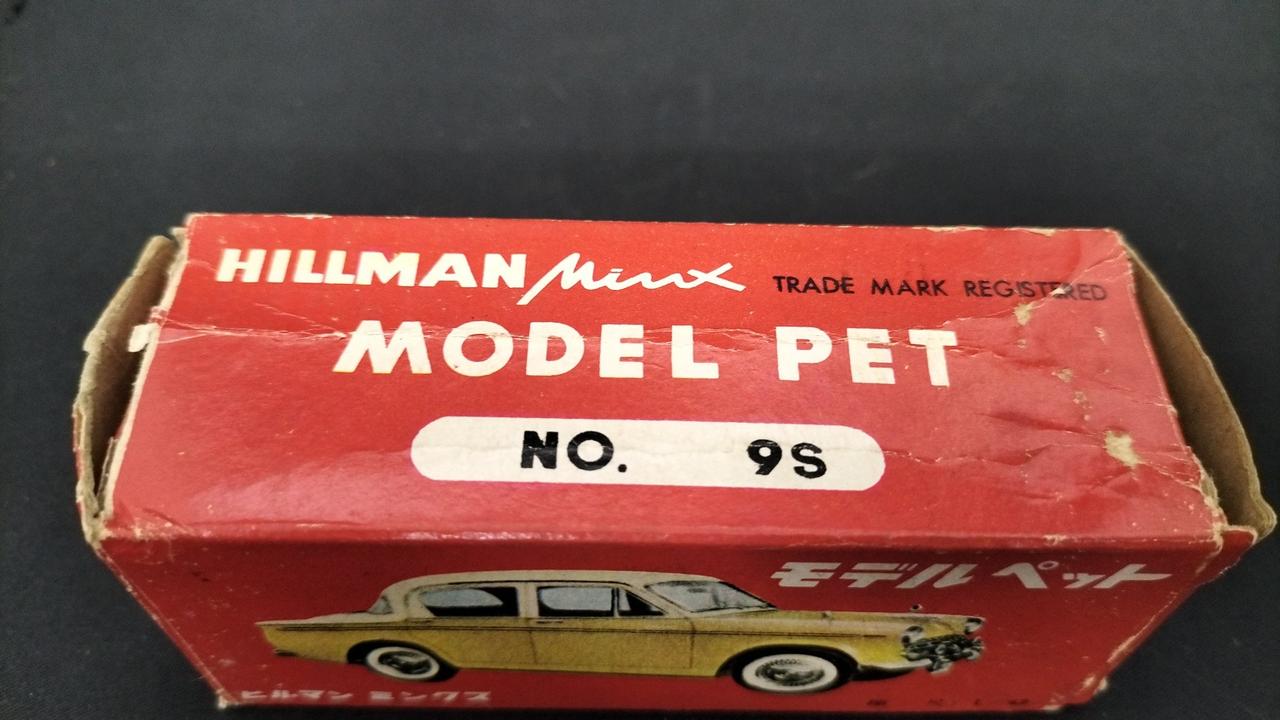 HILLMAN Minx TRADE MARK REGISTERED
MODEL PET
NO. 9S
モデルペット
ヒルマン ミンクス